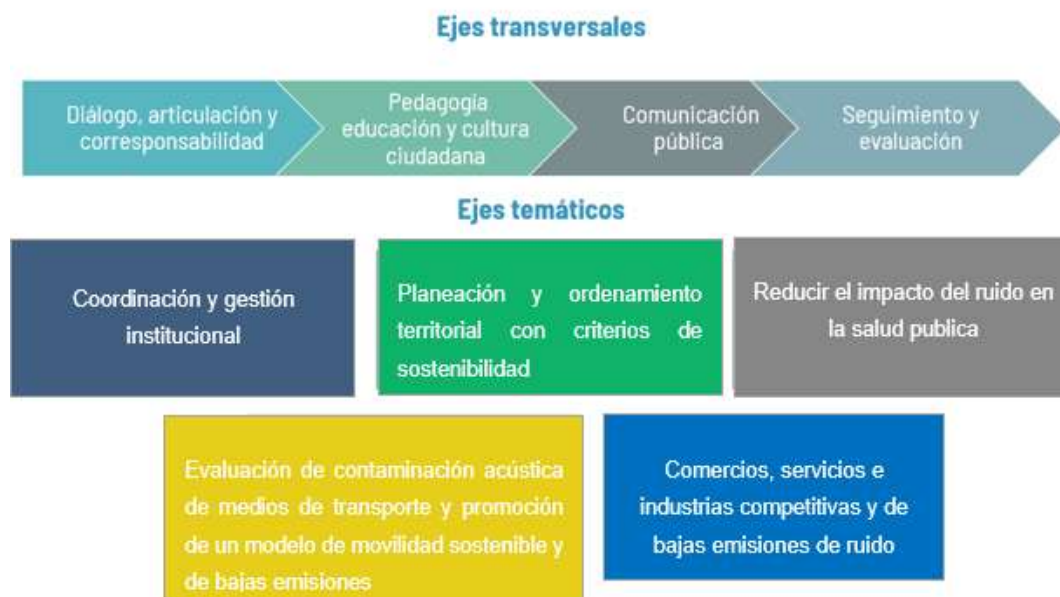 Ejes transversales
Diálogo, articulación y
corresponsabilidad
Pedagogía
educación y cultura
ciudadana
Comunicación
pública
Seguimiento y
evaluación
Ejes temáticos
Coordinación y gestión
institucional
Planeación y ordenamiento
territorial con criterios de
sostenibilidad
Reducir el impacto del ruido en
la salud publica
Evaluación de contaminación acústica
de medios de transporte y promoción
de un modelo de movilidad sostenible y
de bajas emisiones
Comercios, servicios e
industrias competitivas y de
bajas emisiones de ruido